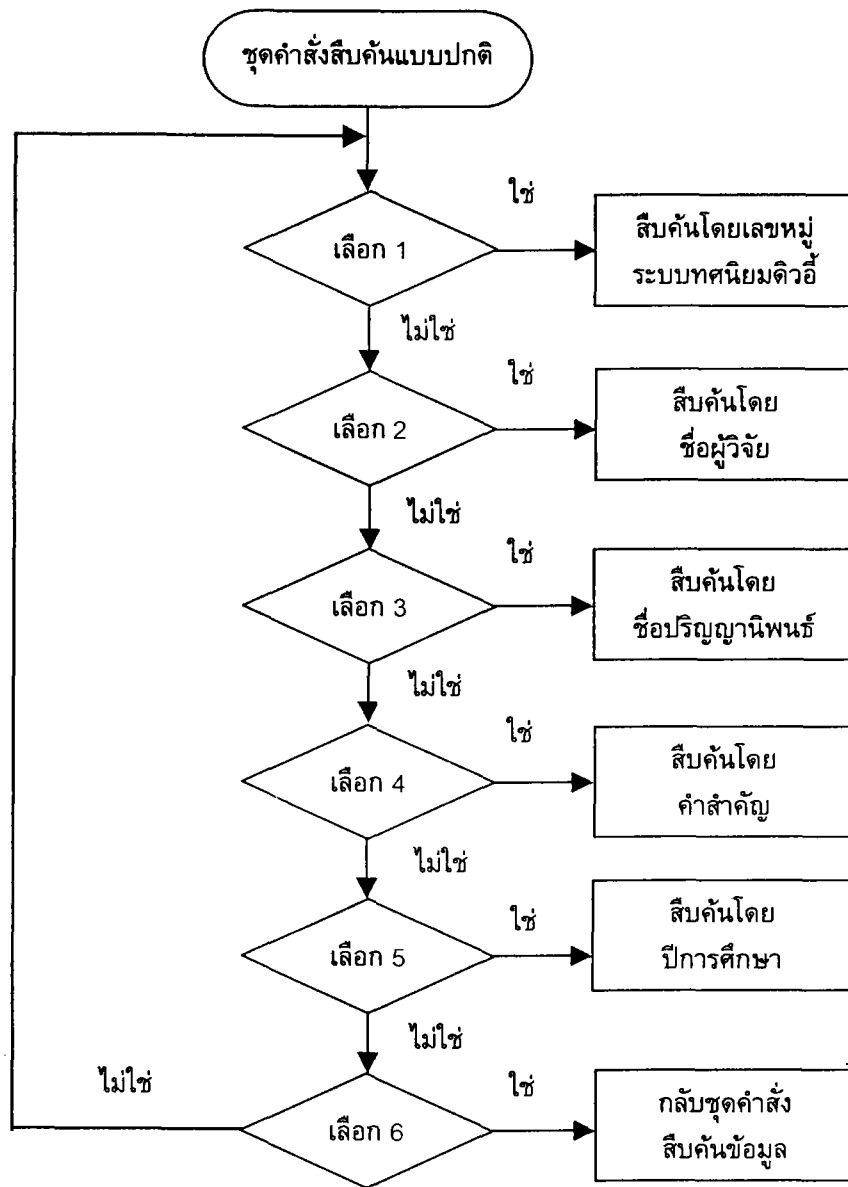 ชุดคำสั่งสืบค้นแบบปกติ
ใช่
เลือก 1
สืบค้นโดยเลขหมู่
ระบบทศนิยมดิวอี้
ไม่ใช่
ใช่
เลือก 2
สืบค้นโดย
ชื่อผู้วิจัย
ไม่ใช่
ใช่
เลือก 3
สืบค้นโดย
ชื่อปริญญานิพนธ์
ไม่ใช่
ใช่
เลือก 4
สืบค้นโดย
คำสำคัญ
ไม่ใช่
ใช่
เลือก 5
สืบค้นโดย
ปีการศึกษา
ไม่ใช่
ไม่ใช่
ใช่
เลือก 6
กลับชุดคำสั่ง
สืบค้นข้อมูล